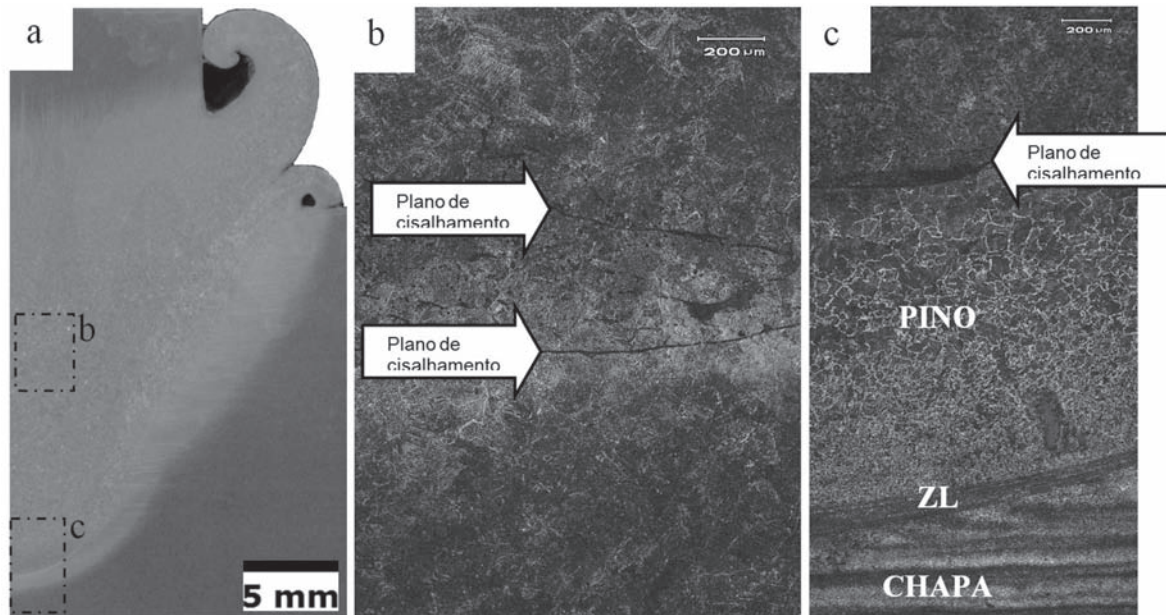 a
b
c
5 mm
b
200 µm
Plano de
cisalhamento
Plano de
cisalhamento
c
200 µm
Plano de
cisalhamento
PINO
ZL
CHAPA